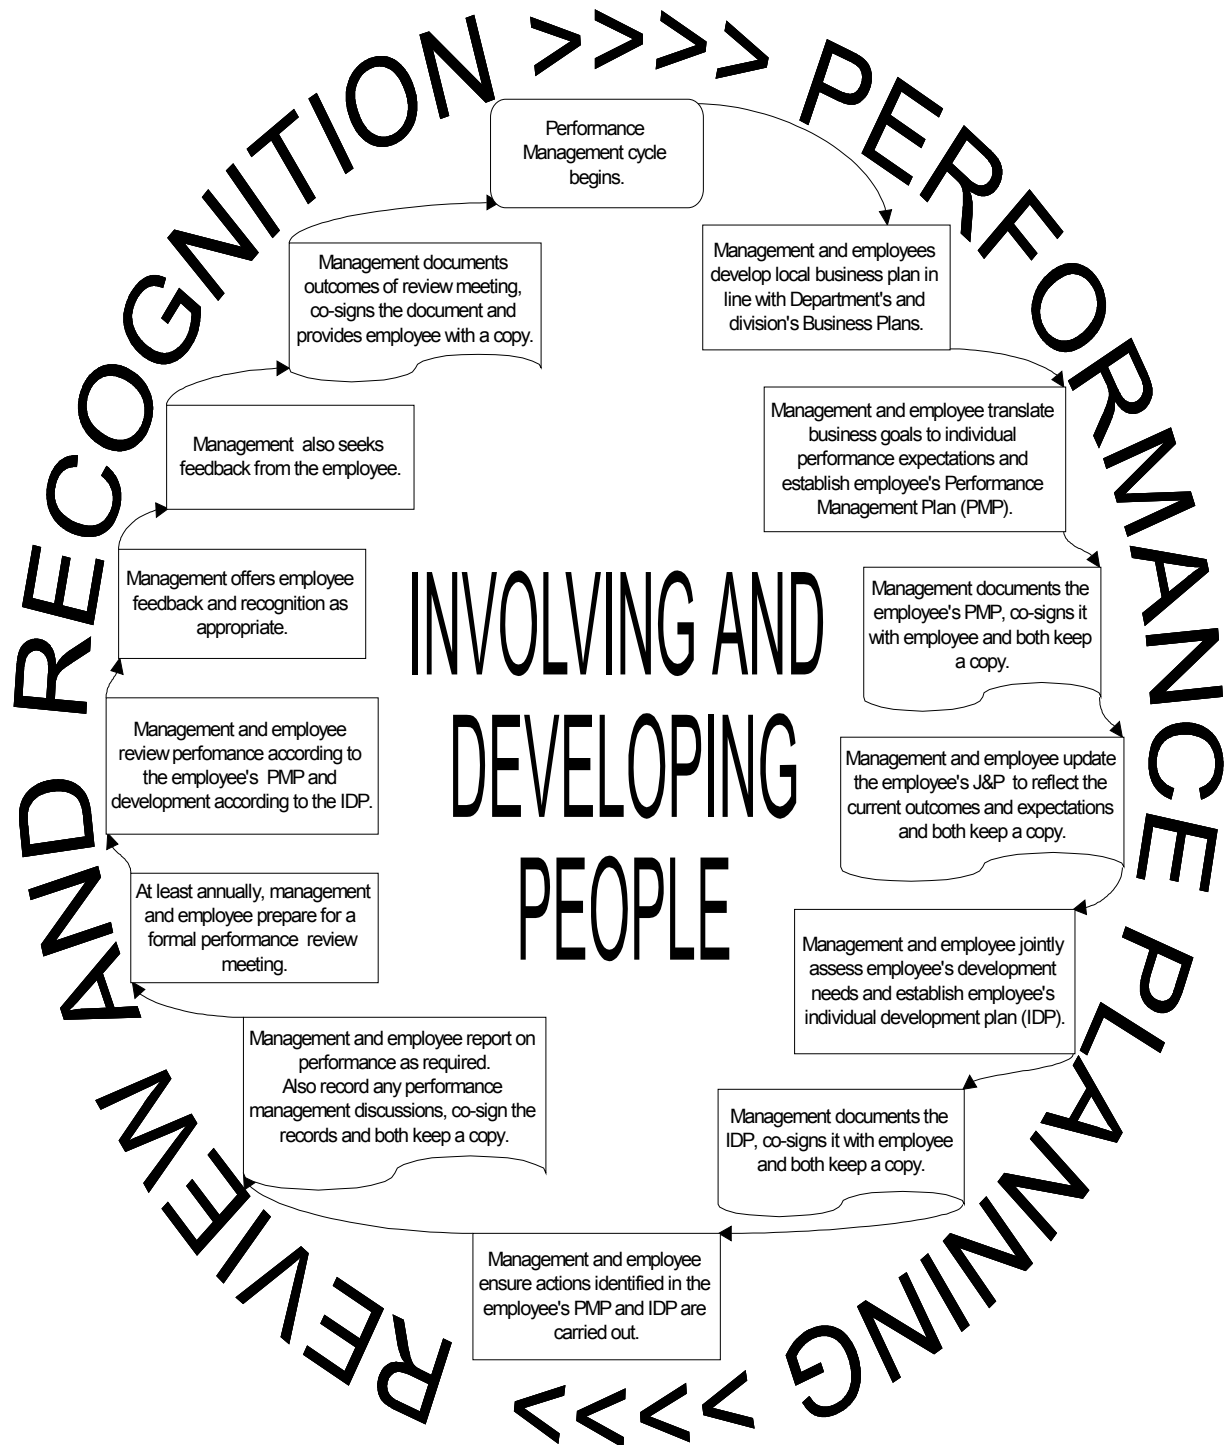 PERFORMANCE PLANNING >>>> REVIEW AND RECOGNITION >>>>
Performance
Management cycle
begins.
Management and employees
develop local business plan in
line with Department's and
division's Business Plans.
Management and employee translate
business goals to individual
performance expectations and
establish employee's Performance
Management Plan (PMP).
Management documents the
employee's PMP, co-signs it
with employee and both keep
a copy.
Management and employee update
the employee's J&P to reflect the
current outcomes and expectations
and both keep a copy.
Management and employee jointly
assess employee's development
needs and establish employee's
individual development plan (IDP).
Management documents the
IDP, co-signs it with employee
and both keep a copy.
Management and employee
ensure actions identified in the
employee's PMP and IDP are
carried out.
Management and employee report on
performance as required.
Also record any performance
management discussions, co-sign the
records and both keep a copy.
At least annually, management
and employee prepare for a
formal performance review
meeting.
Management and employee
review perfomance according to
the employee's PMP and
development according to the IDP.
Management offers employee
feedback and recognition as
appropriate.
Management also seeks
feedback from the employee.
Management documents
outcomes of review meeting,
co-signs the document and
provides employee with a copy.
INVOLVING AND
DEVELOPING
PEOPLE